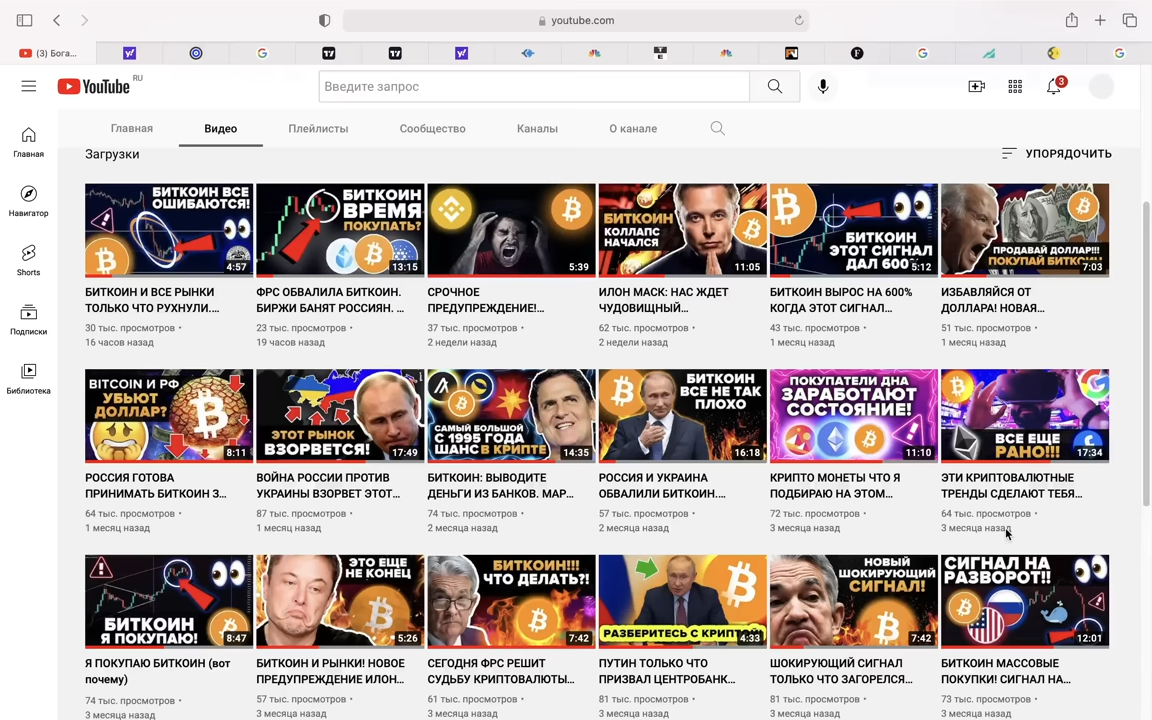 youtube.com
(3) Бога...
YouTube RU
Введите запрос
3
Главная
Видео
Плейлисты
Сообщество
Каналы
О канале
Главная
Навигатор
Shorts
Подписки
Библиотека
Загрузки
УПОРЯДОЧИТЬ
БИТКОИН ВСЕ
ОШИБАЮТСЯ!
4:57
БИТКОИН И ВСЕ РЫНКИ
ТОЛЬКО ЧТО РУХНУЛИ....
30 тыс. просмотров •
16 часов назад
БИТКОИН
ВРЕМЯ
ПОКУПАТЬ?
13:15
ФРС ОБВАЛИЛА БИТКОИН.
БИРЖИ БАНЯТ РОССИЯН. ...
23 тыс. просмотров •
19 часов назад
5:39
СРОЧНОЕ
ПРЕДУПРЕЖДЕНИЕ!...
37 тыс. просмотров •
2 недели назад
БИТКОИН
КОЛЛАПС
НАЧАЛСЯ
11:05
ИЛОН МАСК: НАС ЖДЕТ
ЧУДОВИЩНЫЙ...
62 тыс. просмотров •
2 недели назад
БИТКОИН
ЭТОТ СИГНАЛ
ДАЛ 600
5:12
БИТКОИН ВЫРОС НА 600%
КОГДА ЭТОТ СИГНАЛ...
43 тыс. просмотров •
1 месяц назад
ПРОДАВАЙ ДОЛЛАР!!!
ПОКУПАЙ БИТКОИН
7:03
ИЗБАВЛЯЙСЯ ОТ
ДОЛЛАРА! НОВАЯ...
51 тыс. просмотров •
1 месяц назад
BITCOIN И РФ
УБЬЮТ
ДОЛЛАР?
8:11
РОССИЯ ГОТОВА
ПРИНИМАТЬ БИТКОИН З...
64 тыс. просмотров •
1 месяц назад
ЭТОТ РЫНОК
ВЗОРВЕТСЯ!
17:49
ВОЙНА РОССИИ ПРОТИВ
УКРАИНЫ ВЗОРВЕТ ЭТОТ...
87 тыс. просмотров •
1 месяц назад
САМЫЙ БОЛЬШОЙ
С 1995 ГОДА
ШАНС В КРИПТЕ
14:35
БИТКОИН: ВЫВОДИТЕ
ДЕНЬГИ ИЗ БАНКОВ. МАР...
74 тыс. просмотров •
2 месяца назад
БИТКОИН
ВСЕ НЕ ТАК
ПЛОХО
16:18
РОССИЯ И УКРАИНА
ОБВАЛИЛИ БИТКОИН....
57 тыс. просмотров •
2 месяца назад
ПОКУПАТЕЛИ ДНА
ЗАРАБОТАЮТ
СОСТОЯНИЕ!
11:10
КРИПТО МОНЕТЫ ЧТО Я
ПОДБИРАЮ НА ЭТОМ...
72 тыс. просмотров •
3 месяца назад
ВСЕ ЕЩЕ
РАНО!!!
17:34
ЭТИ КРИПТОВАЛЮТНЫЕ
ТРЕНДЫ СДЕЛАЮТ ТЕБЯ...
64 тыс. просмотров •
3 месяца назад
БИТКОИН
Я ПОКУПАЮ!
8:47
Я ПОКУПАЮ БИТКОИН (вот
почему)
74 тыс. просмотров •
3 месяца назад
ЭТО ЕЩЕ
НЕ КОНЕЦ
5:26
БИТКОИН И РЫНКИ! НОВОЕ
ПРЕДУПРЕЖДЕНИЕ ИЛОН...
57 тыс. просмотров •
3 месяца назад
БИТКОИН!!!
ЧТО ДЕЛАТЬ?!
7:42
СЕГОДНЯ ФРС РЕШИТ
СУДЬБУ КРИПТОВАЛЮТЫ...
61 тыс. просмотров •
3 месяца назад
РАЗБЕРИТЕСЬ С КРИПТ
4:33
ПУТИН ТОЛЬКО ЧТО
ПРИЗВАЛ ЦЕНТРОБАНК...
81 тыс. просмотров •
3 месяца назад
НОВЫЙ
ШОКИРУЮЩИЙ
СИГНАЛ!
7:42
ШОКИРУЮЩИЙ СИГНАЛ
ТОЛЬКО ЧТО ЗАГОРЕЛСЯ...
81 тыс. просмотров •
3 месяца назад
СИГНАЛ НА
РАЗВОРОТ!!
12:01
БИТКОИН МАССОВЫЕ
ПОКУПКИ! СИГНАЛ НА...
73 тыс. просмотров •
3 месяца назад